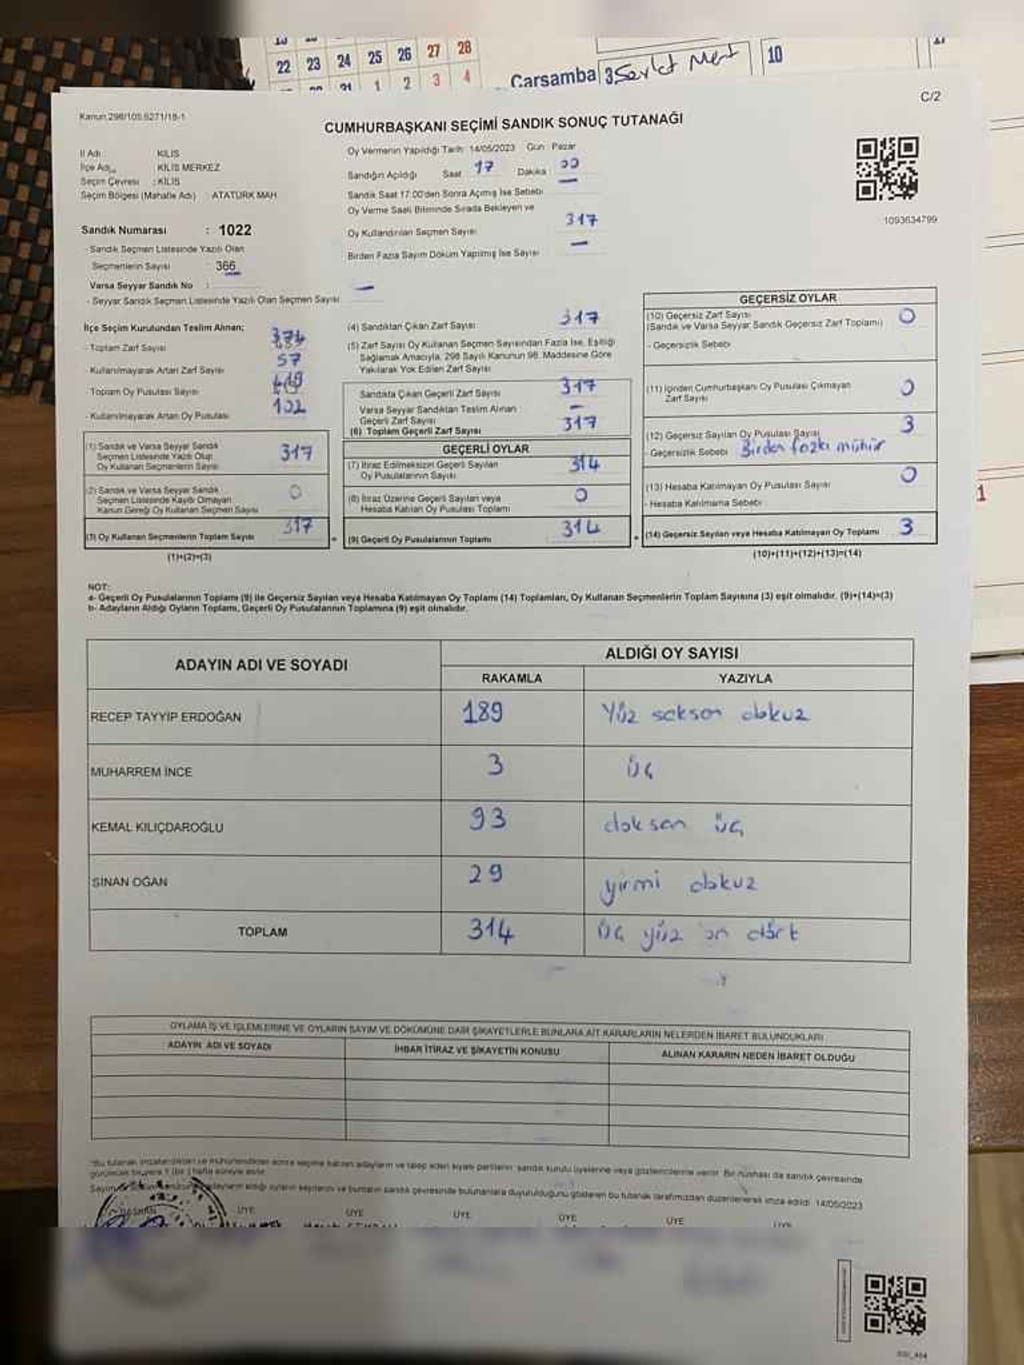 22 23 24 25 26 27 28
1 2 3 4
Çarşamba
10
C/2
Kanun.298/105.6271/18-1
CUMHURBAŞKANI SEÇİMİ SANDIK SONUÇ TUTANAĞI
İl Adı : KİLİS
İlçe Adı : KİLİS MERKEZ
Seçim Çevresi : KİLİS
Seçim Bölgesi (Mahalle Adı) : ATATÜRK MAH
Oy Vermenin Yapıldığı Tarih: 14/05/2023 Gün: Pazar
Sandığın Açıldığı Saat 17 Dakika : 00
Sandık Saat 17:00'den Sonra Açılmış İse Sebebi —
Oy Verme Saati Bitiminde Sırada Bekleyen ve
Oy Kullandırılan Seçmen Sayısı 317
Birden Fazla Sayım Döküm Yapılmış İse Sayısı —
1093634799
Sandık Numarası : 1022
- Sandık Seçmen Listesinde Yazılı Olan
Seçmenlerin Sayısı : 366
Varsa Seyyar Sandık No :
- Seyyar Sandık Seçmen Listesinde Yazılı Olan Seçmen Sayısı —
İlçe Seçim Kurulundan Teslim Alınan;
- Toplam Zarf Sayısı 374
- Kullanılmayarak Artan Zarf Sayısı 57
- Toplam Oy Pusulası Sayısı
- Kullanılmayarak Artan Oy Pusulası 102
(1) Sandık ve Varsa Seyyar Sandık
Seçmen Listesinde Yazılı Olup
Oy Kullanan Seçmenlerin Sayısı 317
(2) Sandık ve Varsa Seyyar Sandık
Seçmen Listesinde Kayıtlı Olmayan
Kanun Gereği Oy Kullanan Seçmen Sayısı 0
(3) Oy Kullanan Seçmenlerin Toplam Sayısı 317
(1)+(2)=(3)
(4) Sandıktan Çıkan Zarf Sayısı 317
(5) Zarf Sayısı Oy Kullanan Seçmen Sayısından Fazla İse, Eşitliği
Sağlamak Amacıyla, 298 Sayılı Kanunun 98. Maddesine Göre
Yakılarak Yok Edilen Zarf Sayısı
Sandıkta Çıkan Geçerli Zarf Sayısı 317
Varsa Seyyar Sandıktan Teslim Alınan
Geçerli Zarf Sayısı —
(6) Toplam Geçerli Zarf Sayısı 317
GEÇERLİ OYLAR
(7) İtiraz Edilmeksizin Geçerli Sayılan
Oy Pusulalarının Sayısı 314
(8) İtiraz Üzerine Geçerli Sayılan veya
Hesaba Katılan Oy Pusulası Toplamı 0
= (9) Geçerli Oy Pusulalarının Toplamı 314
GEÇERSİZ OYLAR
(10) Geçersiz Zarf Sayısı
(Sandık ve Varsa Seyyar Sandık Geçersiz Zarf Toplamı) 0
- Geçersizlik Sebebi
(11) İçinden Cumhurbaşkanı Oy Pusulası Çıkmayan
Zarf Sayısı 0
(12) Geçersiz Sayılan Oy Pusulası Sayısı 3
- Geçersizlik Sebebi Birden fazla mühür
(13) Hesaba Katılmayan Oy Pusulası Sayısı 0
- Hesaba Katılmama Sebebi
+ (14) Geçersiz Sayılan veya Hesaba Katılmayan Oy Toplamı 3
(10)+(11)+(12)+(13)=(14)
NOT:
a- Geçerli Oy Pusulalarının Toplamı (9) ile Geçersiz Sayılan veya Hesaba Katılmayan Oy Toplamı (14) Toplamları, Oy Kullanan Seçmenlerin Toplam Sayısına (3) eşit olmalıdır. (9)+(14)=(3)
b- Adayların Aldığı Oyların Toplamı, Geçerli Oy Pusulalarının Toplamına (9) eşit olmalıdır.
ADAYIN ADI VE SOYADI
ALDIĞI OY SAYISI
RAKAMLA YAZIYLA
RECEP TAYYİP ERDOĞAN 189 Yüz seksen dokuz
MUHARREM İNCE 3 üç
KEMAL KILIÇDAROĞLU 93 doksan üç
SİNAN OĞAN 29 yirmi dokuz
TOPLAM 314 üç yüz on dört
OYLAMA İŞ VE İŞLEMLERİNE VE OYLARIN SAYIM VE DÖKÜMÜNE DAİR ŞİKAYETLERLE BUNLARA AİT KARARLARIN NELERDEN İBARET BULUNDUKLARI
ADAYIN ADI VE SOYADI İHBAR İTİRAZ VE ŞİKAYETİN KONUSU ALINAN KARARIN NEDEN İBARET OLDUĞU
*Bu tutanak imzalandıktan ve mühürlendikten sonra seçime katılan adayların ve talep eden siyasi partilerin sandık kurulu üyelerine veya gözlemcilerine verilir. Bir nüshası da sandık çevresinde
görülecek bir yere 1 (bir) hafta süreyle asılır.
adayların aldığı oyların sayılarını ve bunların sandık çevresinde bulunanlara duyurulduğunu gösteren bu tutanak tarafımızdan düzenlenerek imza edildi. 14/05/2023
BAŞKAN ÜYE ÜYE ÜYE ÜYE ÜYE ÜYE